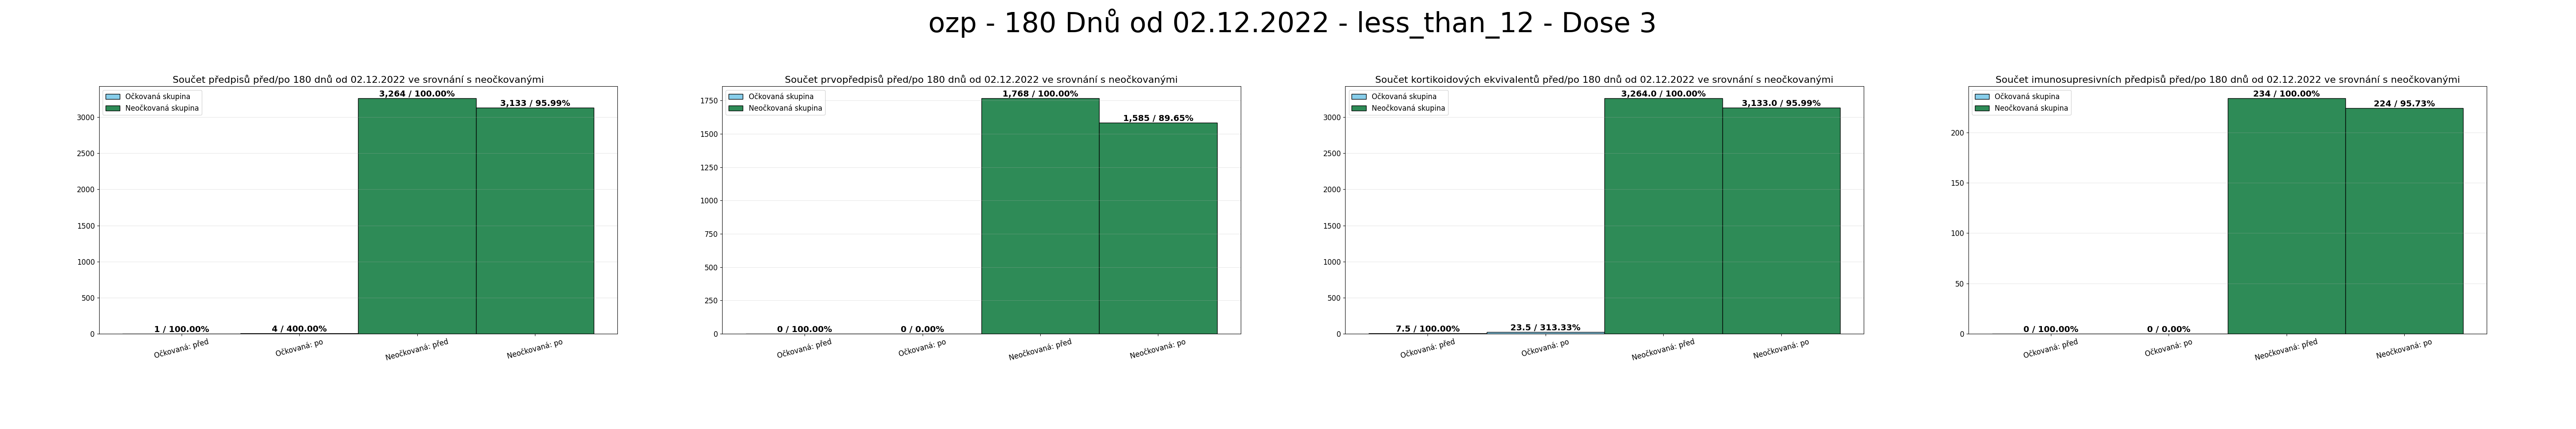 ozp - 180 Dnů od 02.12.2022 - less_than_12 - Dose 3
Součet předpisů před/po 180 dnů od 02.12.2022 ve srovnání s neočkovanými
Očkovaná skupina
Neočkovaná skupina
3000
2500
2000
1500
1000
500
0
1 / 100.00%
4 / 400.00%
3,264 / 100.00%
3,133 / 95.99%
Očkovaná: před
Očkovaná: po
Neočkovaná: před
Neočkovaná: po
Součet prvopředpisů před/po 180 dnů od 02.12.2022 ve srovnání s neočkovanými
Očkovaná skupina
Neočkovaná skupina
1750
1500
1250
1000
750
500
250
0
0 / 100.00%
0 / 0.00%
1,768 / 100.00%
1,585 / 89.65%
Očkovaná: před
Očkovaná: po
Neočkovaná: před
Neočkovaná: po
Součet kortikoidových ekvivalentů před/po 180 dnů od 02.12.2022 ve srovnání s neočkovanými
Očkovaná skupina
Neočkovaná skupina
3000
2500
2000
1500
1000
500
0
7.5 / 100.00%
23.5 / 313.33%
3,264.0 / 100.00%
3,133.0 / 95.99%
Očkovaná: před
Očkovaná: po
Neočkovaná: před
Neočkovaná: po
Součet imunosupresivních předpisů před/po 180 dnů od 02.12.2022 ve srovnání s neočkovanými
Očkovaná skupina
Neočkovaná skupina
200
150
100
50
0
0 / 100.00%
0 / 0.00%
234 / 100.00%
224 / 95.73%
Očkovaná: před
Očkovaná: po
Neočkovaná: před
Neočkovaná: po